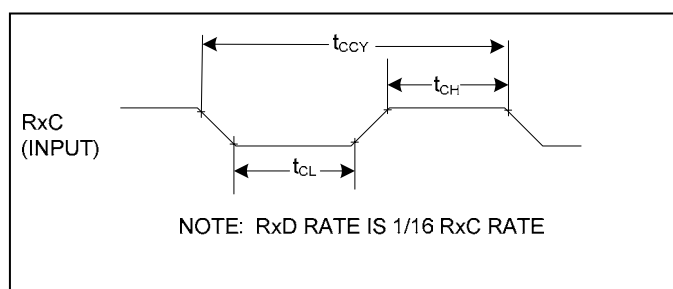 tCCY
tCH
RxC
(INPUT)
tCL
NOTE: RxD RATE IS 1/16 RxC RATE